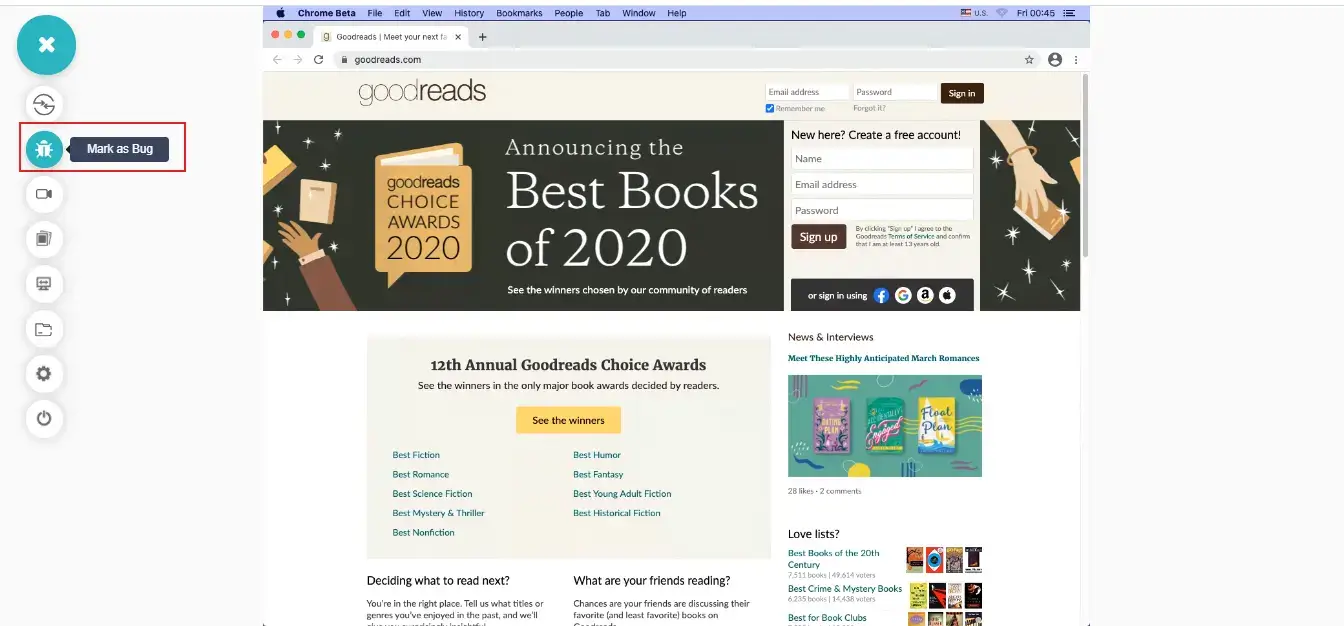 Chrome Beta File Edit View History Bookmarks People Tab Window Help U.S. Fri 00:45
Goodreads | Meet your next fa
goodreads.com
goodreads
Email address Password Sign in
Remember me Forgot it?
Mark as Bug
goodreads
CHOICE
AWARDS
2020
Announcing the
Best Books
of 2020
See the winners chosen by our community of readers
New here? Create a free account!
Name
Email address
Password
Sign up
By clicking "Sign up" I agree to the
Goodreads Terms of Service and confirm
that I am at least 13 years old.
or sign in using
12th Annual Goodreads Choice Awards
See the winners in the only major book awards decided by readers.
See the winners
Best Fiction
Best Romance
Best Science Fiction
Best Mystery & Thriller
Best Nonfiction
Best Humor
Best Fantasy
Best Young Adult Fiction
Best Historical Fiction
News & Interviews
Meet These Highly Anticipated March Romances
DATING
PLAN
Engaged
Float
Plan
28 likes · 2 comments
Love lists?
Best Books of the 20th
Century
7,511 books | 49,614 voters
Best Crime & Mystery Books
6,235 books | 14,438 voters
Best for Book Clubs
Deciding what to read next?
You're in the right place. Tell us what titles or
genres you've enjoyed in the past, and we'll
What are your friends reading?
Chances are your friends are discussing their
favorite (and least favorite) books on